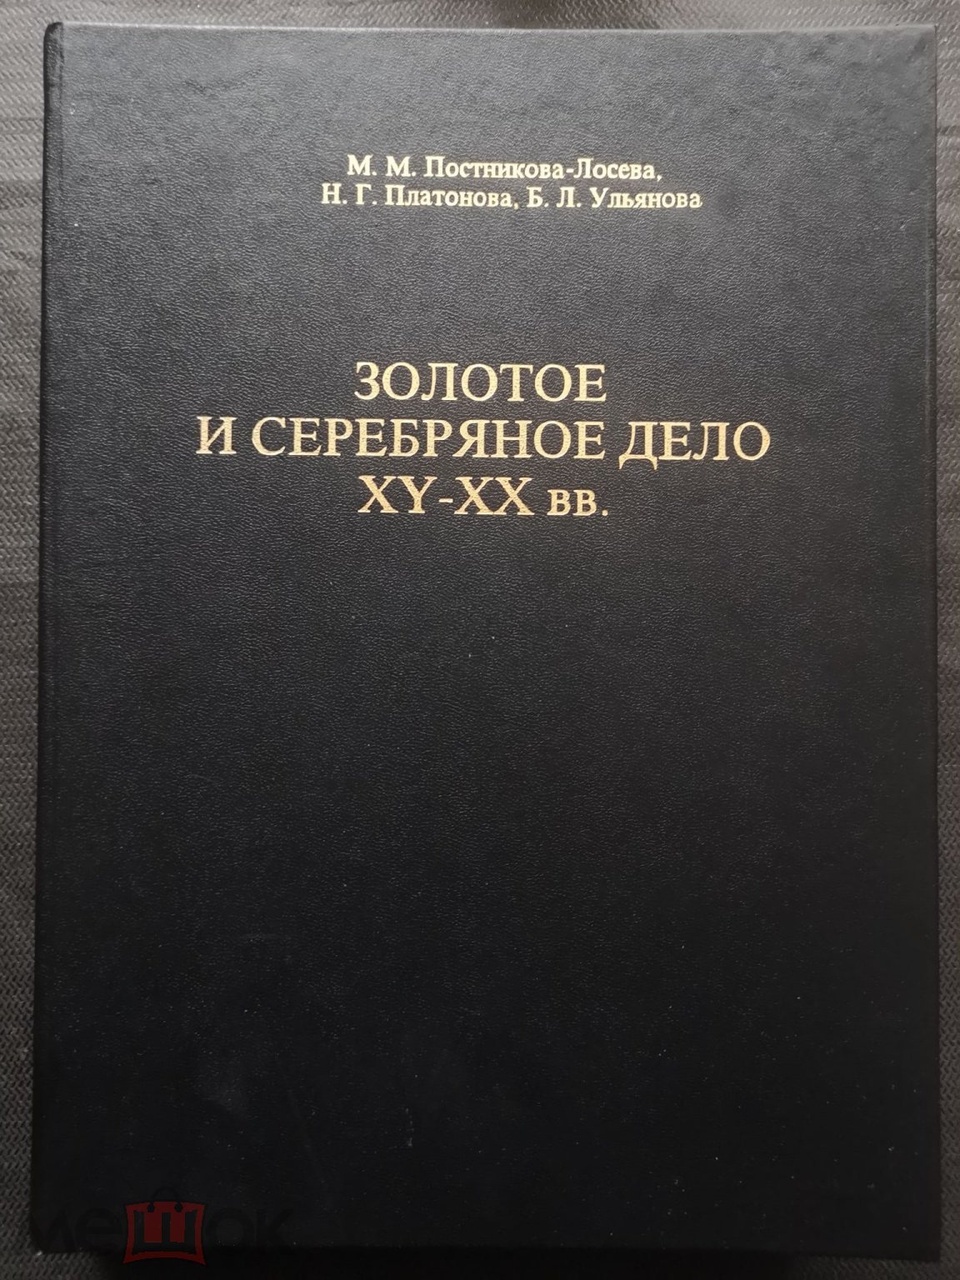 М. М. Постникова-Лосева,
Н. Г. Платонова, Б. Л. Ульянова
ЗОЛОТОЕ
И СЕРЕБРЯНОЕ ДЕЛО
XY-XX вв.
мешок